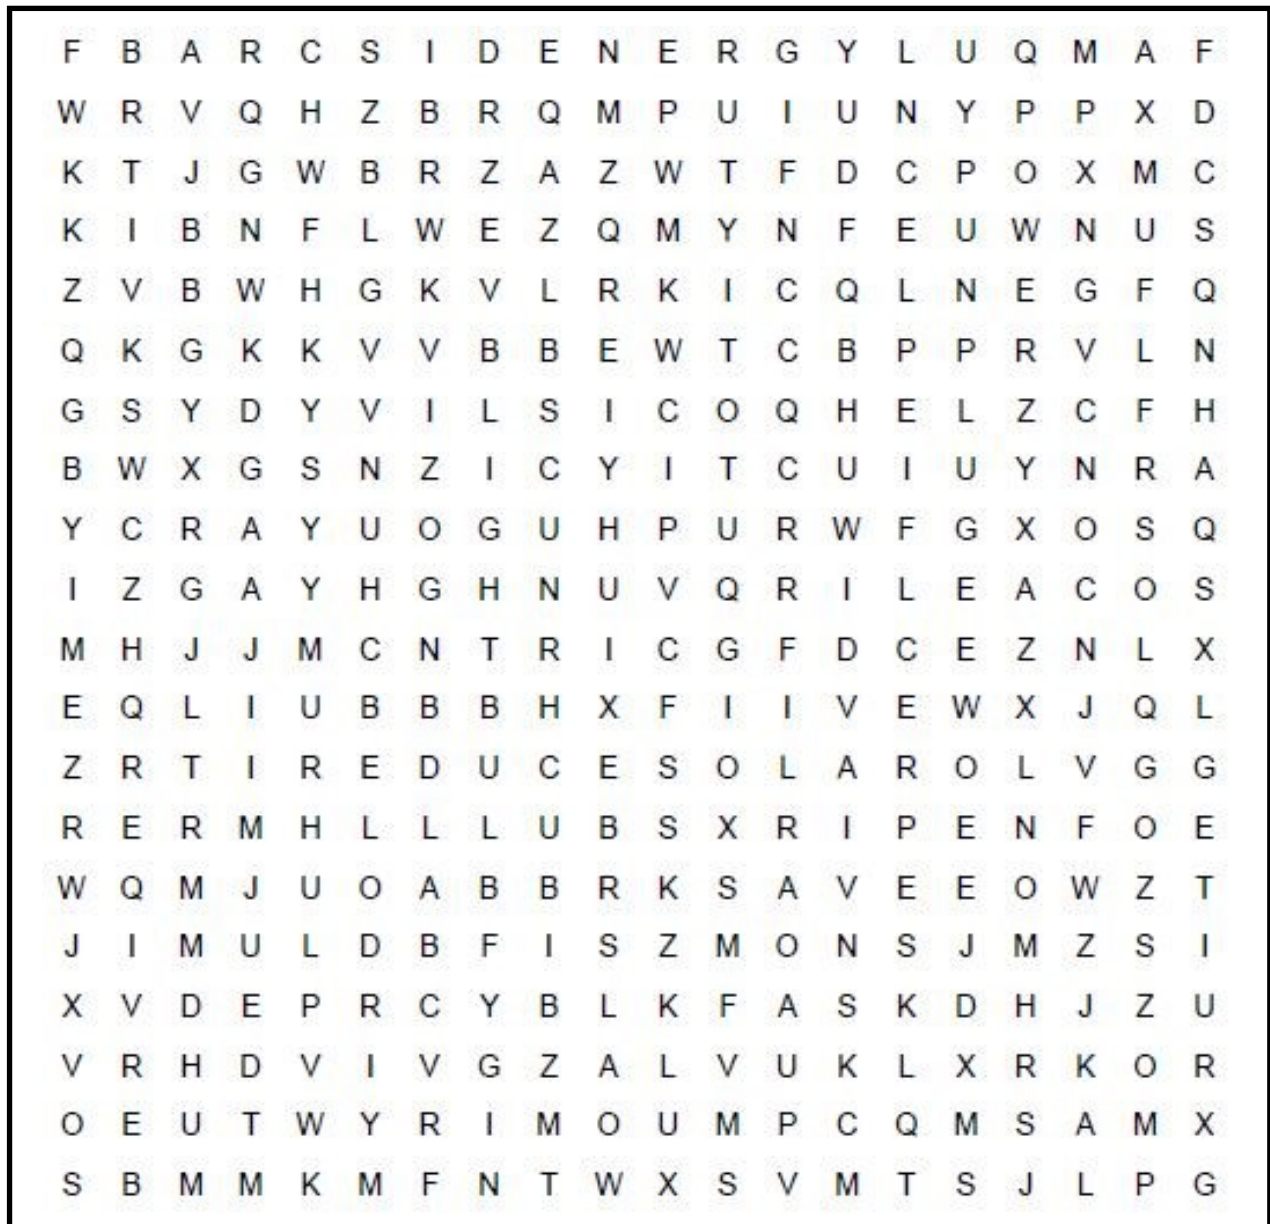 F B A R C S I D E N E R G Y L U Q M A F
W R V Q H Z B R Q M P U I U N Y P P X D
K T J G W B R Z A Z W T F D C P O X M C
K I B N F L W E Z Q M Y N F E U W N U S
Z V B W H G K V L R K I C Q L N E G F Q
Q K G K K V V B B E W T C B P P R V L N
G S Y D Y V I L S I C O Q H E L Z C F H
B W X G S N Z I C Y I T C U I U Y N R A
Y C R A Y U O G U H P U R W F G X O S Q
I Z G A Y H G H N U V Q R I L E A C O S
M H J J M C N T R I C G F D C E Z N L X
E Q L I U B B B H X F I I V E W X J Q L
Z R T I R E D U C E S O L A R O L V G G
R E R M H L L L U B S X R I P E N F O E
W Q M J U O A B B R K S A V E E O W Z T
J I M U L D B F I S Z M O N S J M Z S I
X V D E P R C Y B L K F A S K D H J Z U
V R H D V I V G Z A L V U K L X R K O R
O E U T W Y R I M O U M P C Q M S A M X
S B M M K M F N T W X S V M T S J L P G